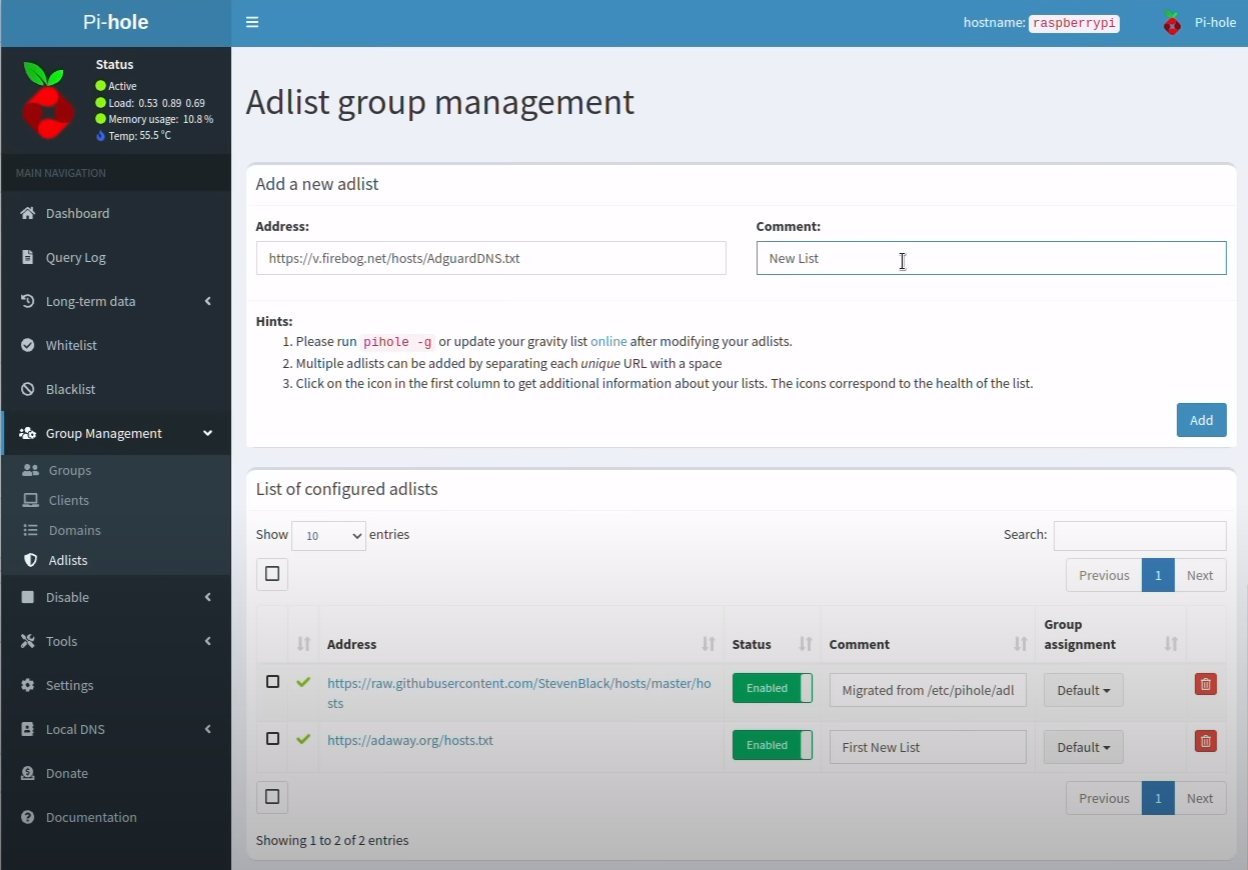 Pi-hole
hostname: raspberrypi
Pi-hole
Status
Active
Load: 0.53 0.89 0.69
Memory usage: 10.8 %
Temp: 55.5 °C
MAIN NAVIGATION
Dashboard
Query Log
Long-term data
Whitelist
Blacklist
Group Management
Groups
Clients
Domains
Adlists
Disable
Tools
Settings
Local DNS
Donate
Documentation
Adlist group management
Add a new adlist
Address:
Comment:
https://v.firebog.net/hosts/AdguardDNS.txt
New List
Hints:
1. Please run pihole -g or update your gravity list online after modifying your adlists.
2. Multiple adlists can be added by separating each unique URL with a space
3. Click on the icon in the first column to get additional information about your lists. The icons correspond to the health of the list.
Add
List of configured adlists
Show 10 entries
Search:
Previous 1 Next
Address
Status
Comment
Group
assignment
https://raw.githubusercontent.com/StevenBlack/hosts/master/ho
sts
Enabled
Migrated from /etc/pihole/adl
Default
https://adaway.org/hosts.txt
Enabled
First New List
Default
Previous 1 Next
Showing 1 to 2 of 2 entries